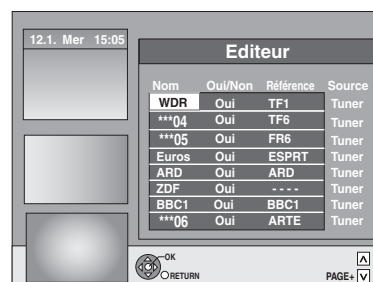 12.1. Mer 15:05
Editeur
Nom Oui/Non Référence Source
WDR Oui TF1 Tuner
***04 Oui TF6 Tuner
***05 Oui FR6 Tuner
Euros Oui ESPRT Tuner
ARD Oui ARD Tuner
ZDF Oui - - - - Tuner
BBC1 Oui BBC1 Tuner
***06 Oui ARTE Tuner
OK
RETURN
PAGE+